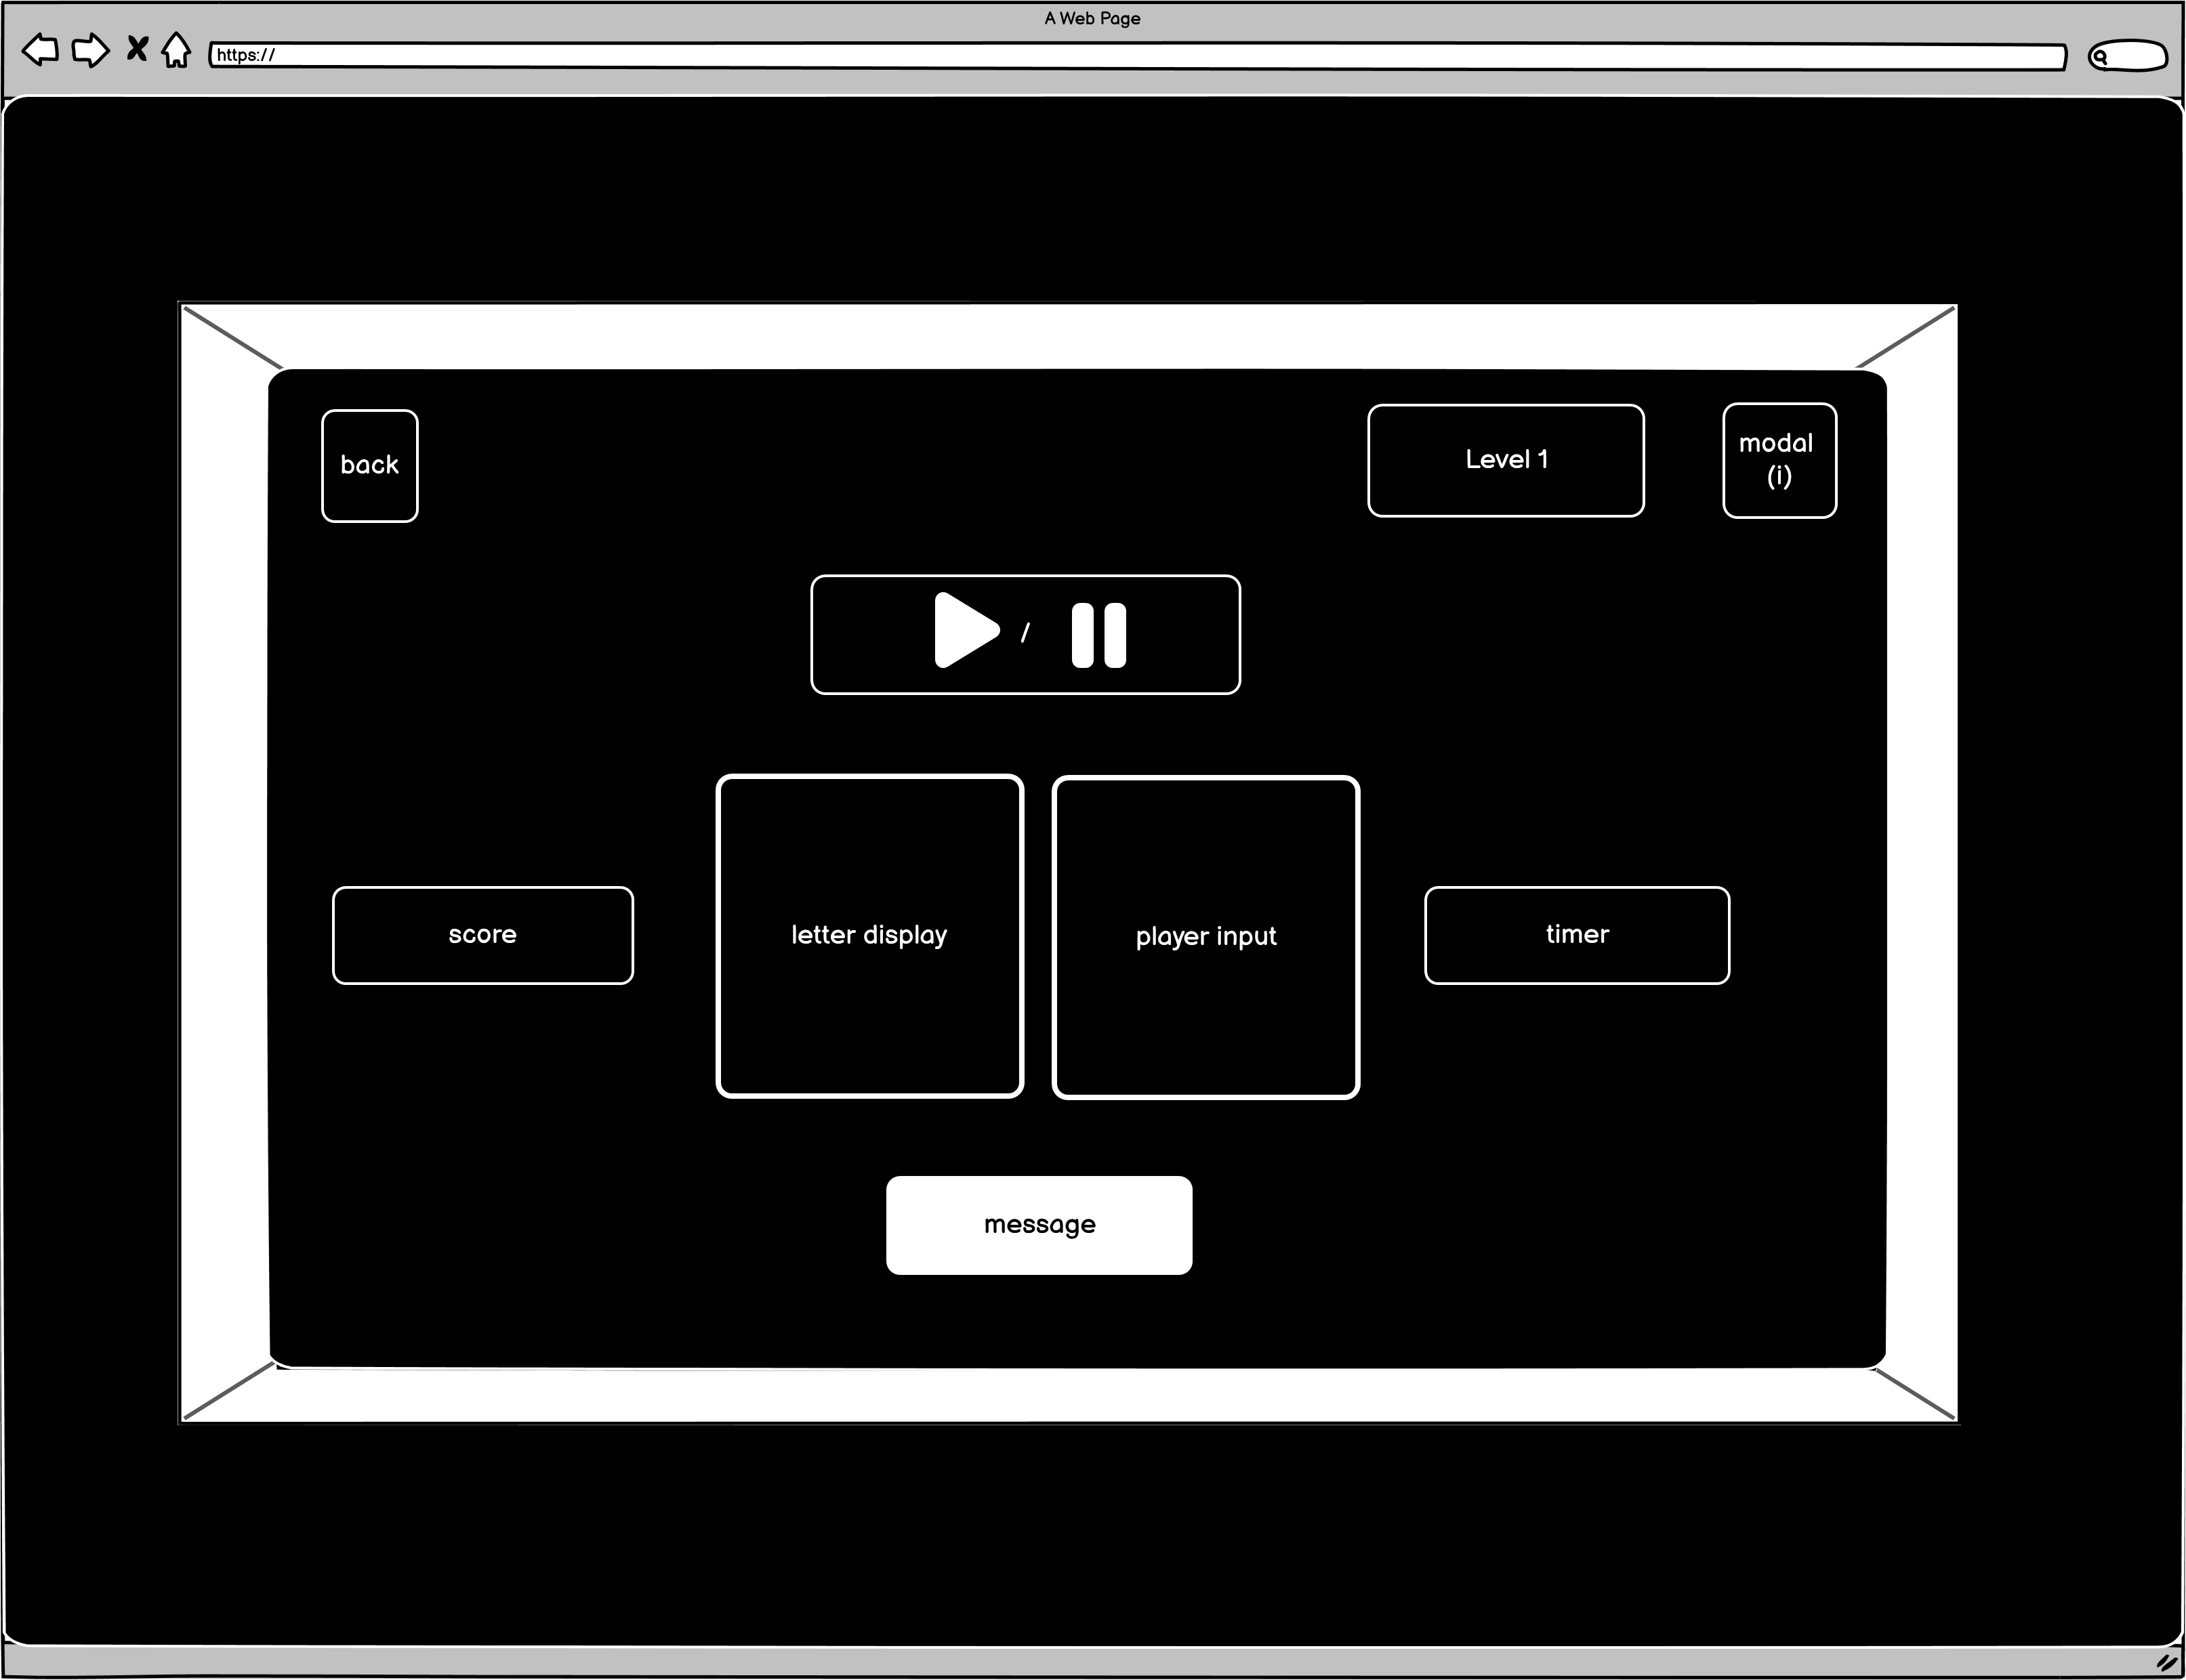 A Web Page
https://
back
Level 1
modal
(i)
/
score
letter display
player input
timer
message